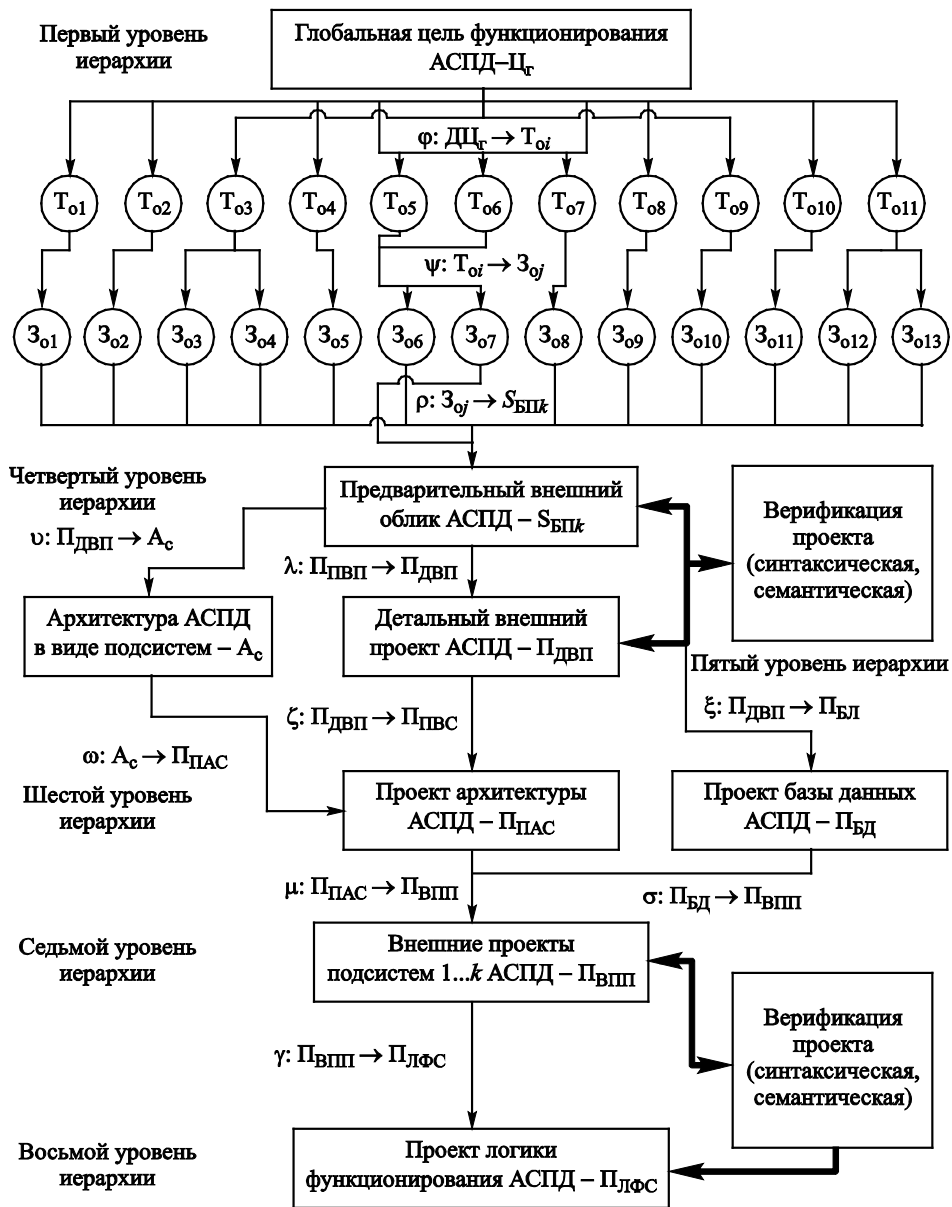 Первый уровень
иерархии
Глобальная цель функционирования
АСПД–Цг
φ: ДЦг → Тоi
То1 То2 То3 То4 То5 То6 То7 То8 То9 То10 То11
ψ: Тоi → Зоj
Зо1 Зо2 Зо3 Зо4 Зо5 Зо6 Зо7 Зо8 Зо9 Зо10 Зо11 Зо12 Зо13
ρ: Зоj → SБПk
Четвертый уровень
иерархии
Предварительный внешний
облик АСПД – SБПk
Верификация
проекта
(синтаксическая,
семантическая)
υ: ПДВП → Ас
λ: ППВП → ПДВП
Архитектура АСПД
в виде подсистем – Ас
Детальный внешний
проект АСПД – ПДВП
Пятый уровень иерархии
ζ: ПДВП → ППВС
ξ: ПДВП → ПБЛ
ω: Ас → ППАС
Шестой уровень
иерархии
Проект архитектуры
АСПД – ППАС
Проект базы данных
АСПД – ПБД
μ: ППАС → ПВПП
σ: ПБД → ПВПП
Седьмой уровень
иерархии
Внешние проекты
подсистем 1...k АСПД – ПВПП
Верификация
проекта
(синтаксическая,
семантическая)
γ: ПВПП → ПЛФС
Восьмой уровень
иерархии
Проект логики
функционирования АСПД – ПЛФС